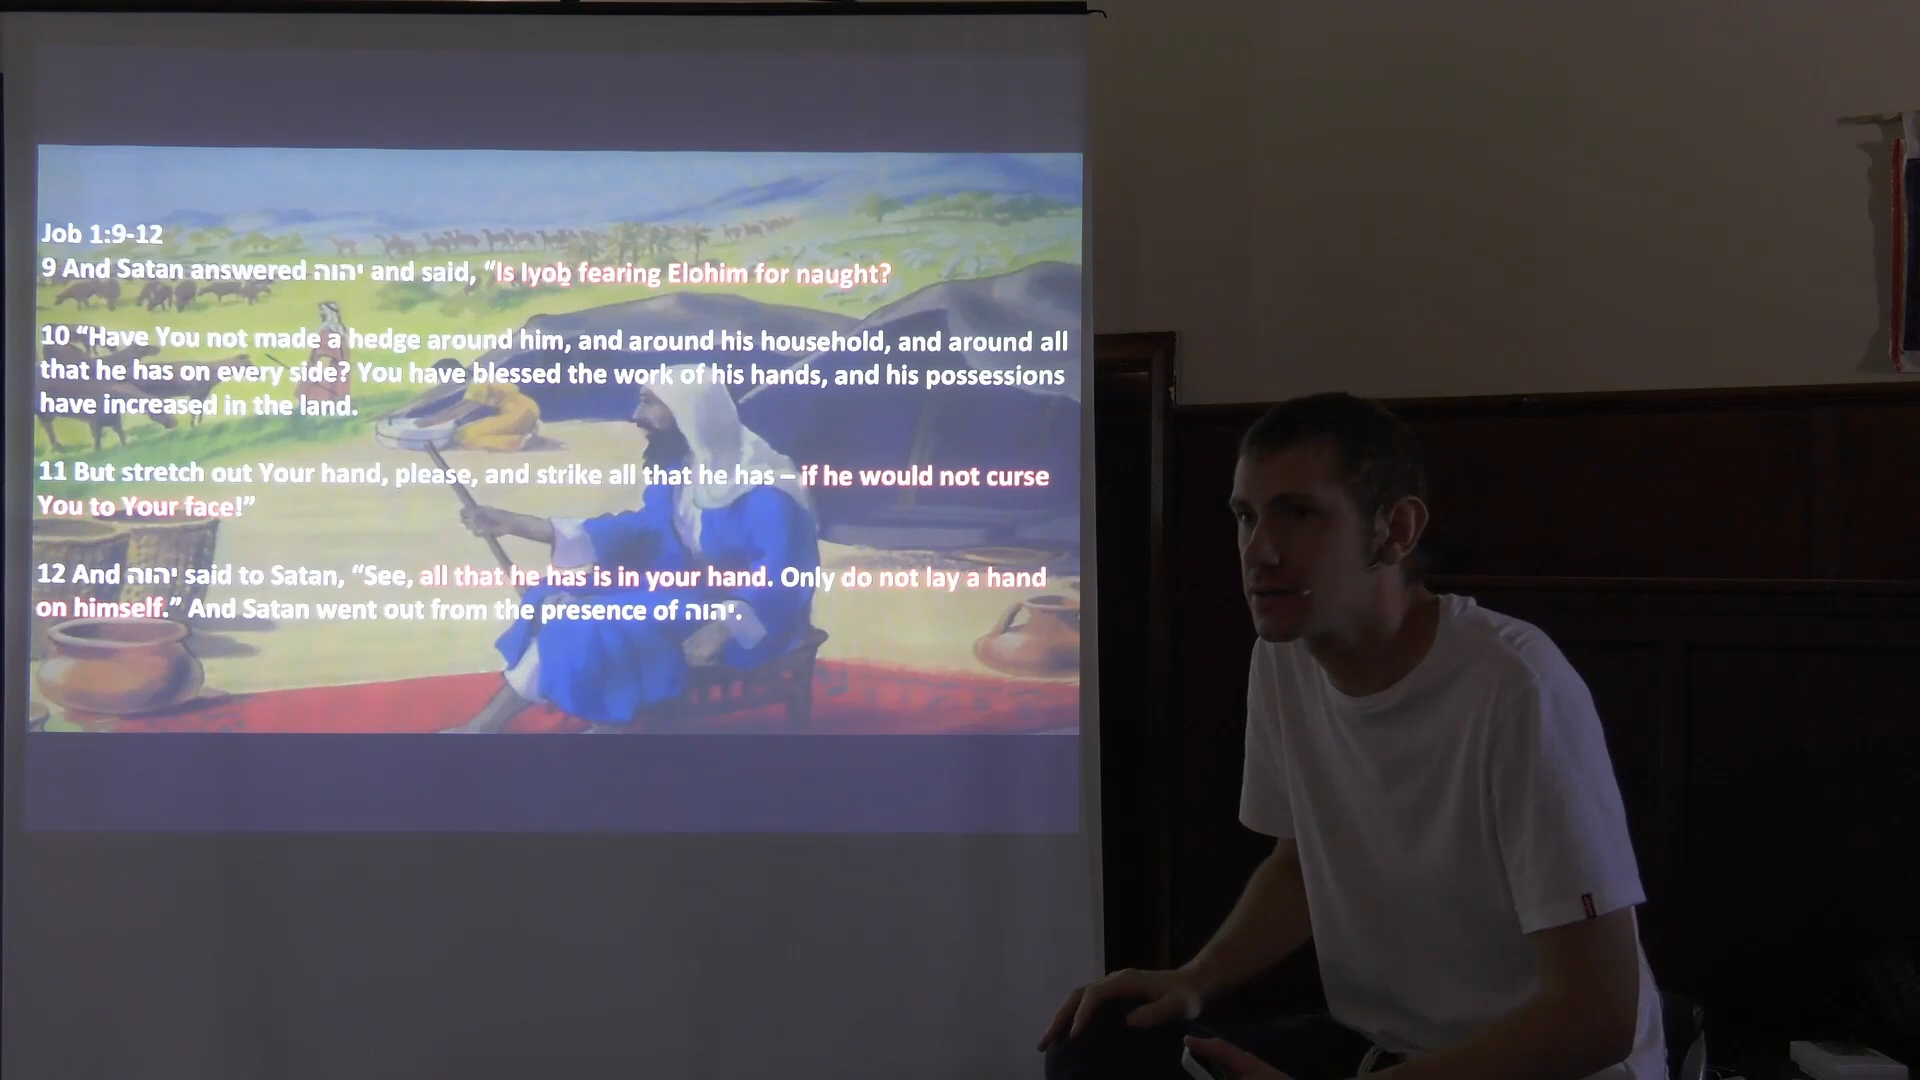 Job 1:9-12
9 And Satan answered יהוה and said, “Is Iyoḇ fearing Elohim for naught?
10 “Have You not made a hedge around him, and around his household, and around all
that he has on every side? You have blessed the work of his hands, and his possessions
have increased in the land.
11 But stretch out Your hand, please, and strike all that he has – if he would not curse
You to Your face!”
12 And יהוה said to Satan, “See, all that he has is in your hand. Only do not lay a hand
on himself.” And Satan went out from the presence of יהוה.